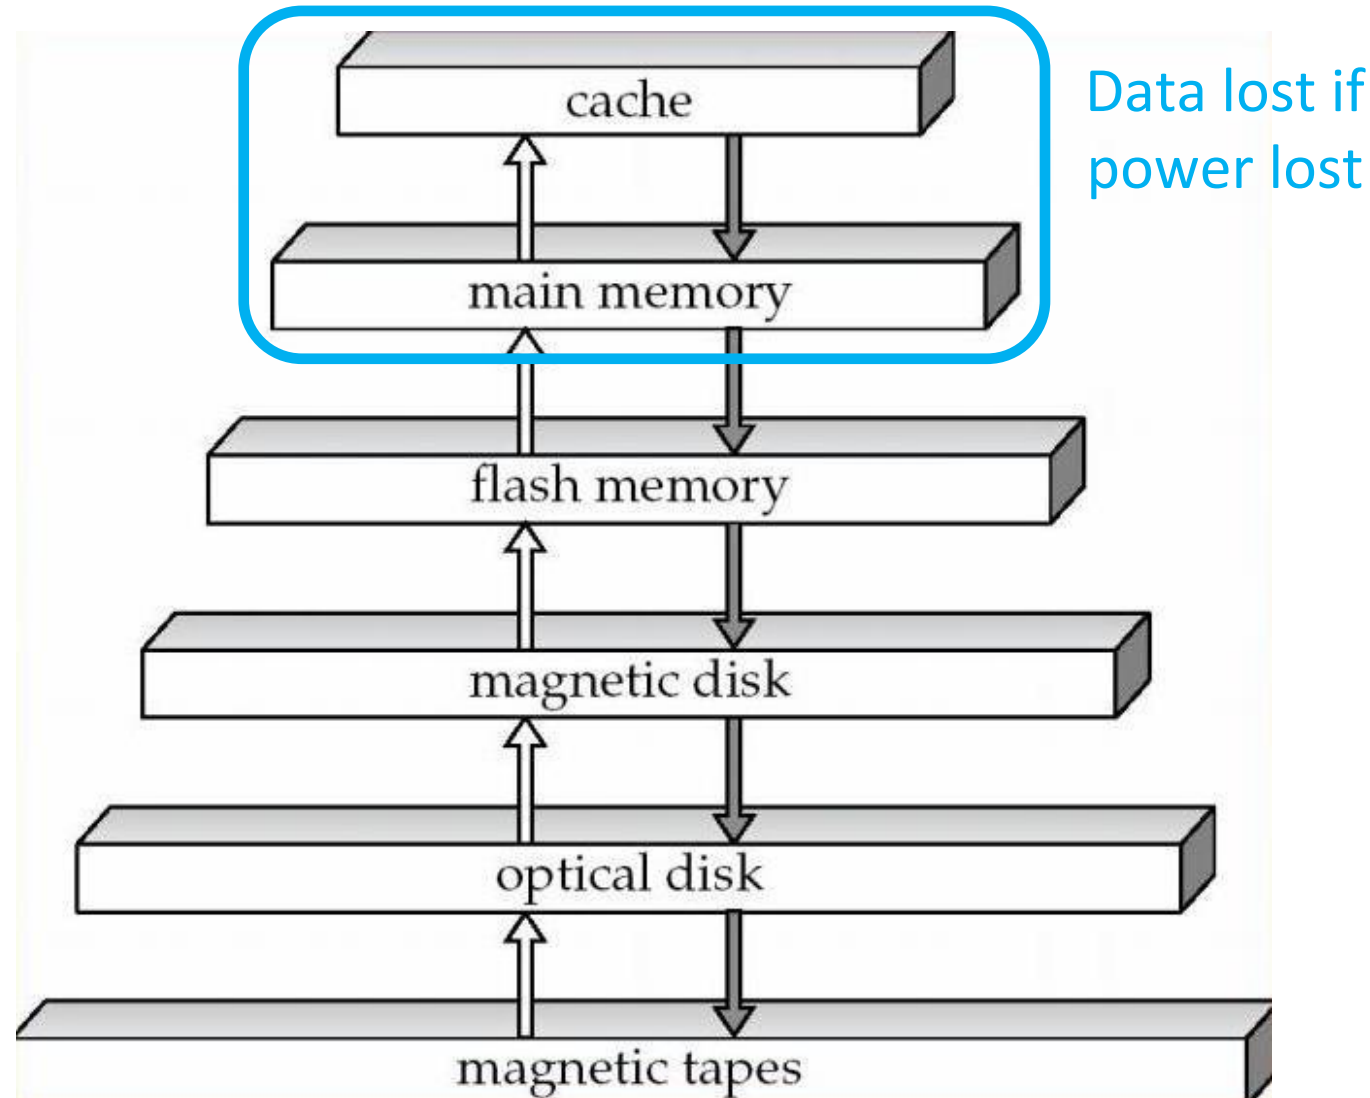 cache
Data lost if
power lost
main memory
flash memory
magnetic disk
optical disk
magnetic tapes